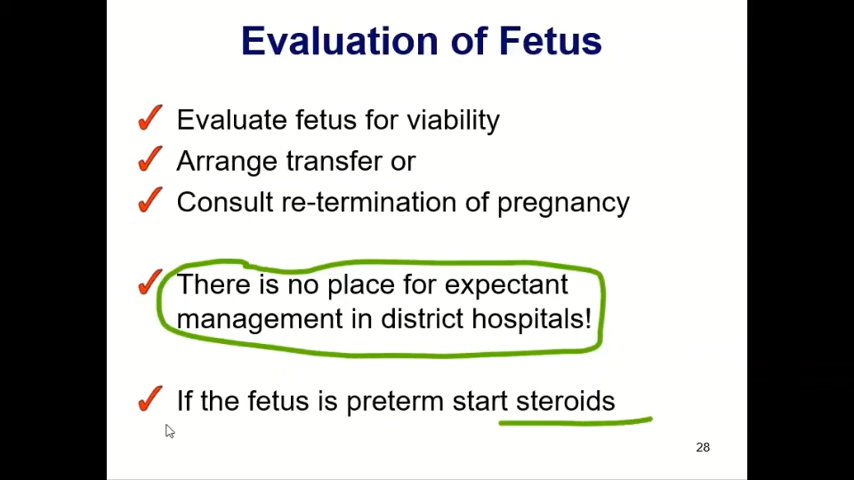 Evaluation of Fetus
✓ Evaluate fetus for viability
✓ Arrange transfer or
✓ Consult re-termination of pregnancy
✓ There is no place for expectant
management in district hospitals!
✓ If the fetus is preterm start steroids
28